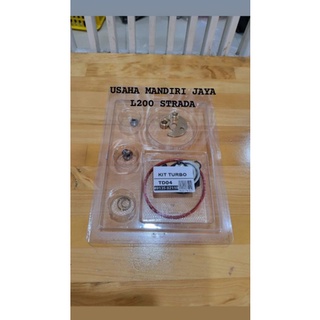 USAHA MANDIRI JAYA
L200 STRADA
KIT TURBO
TD04